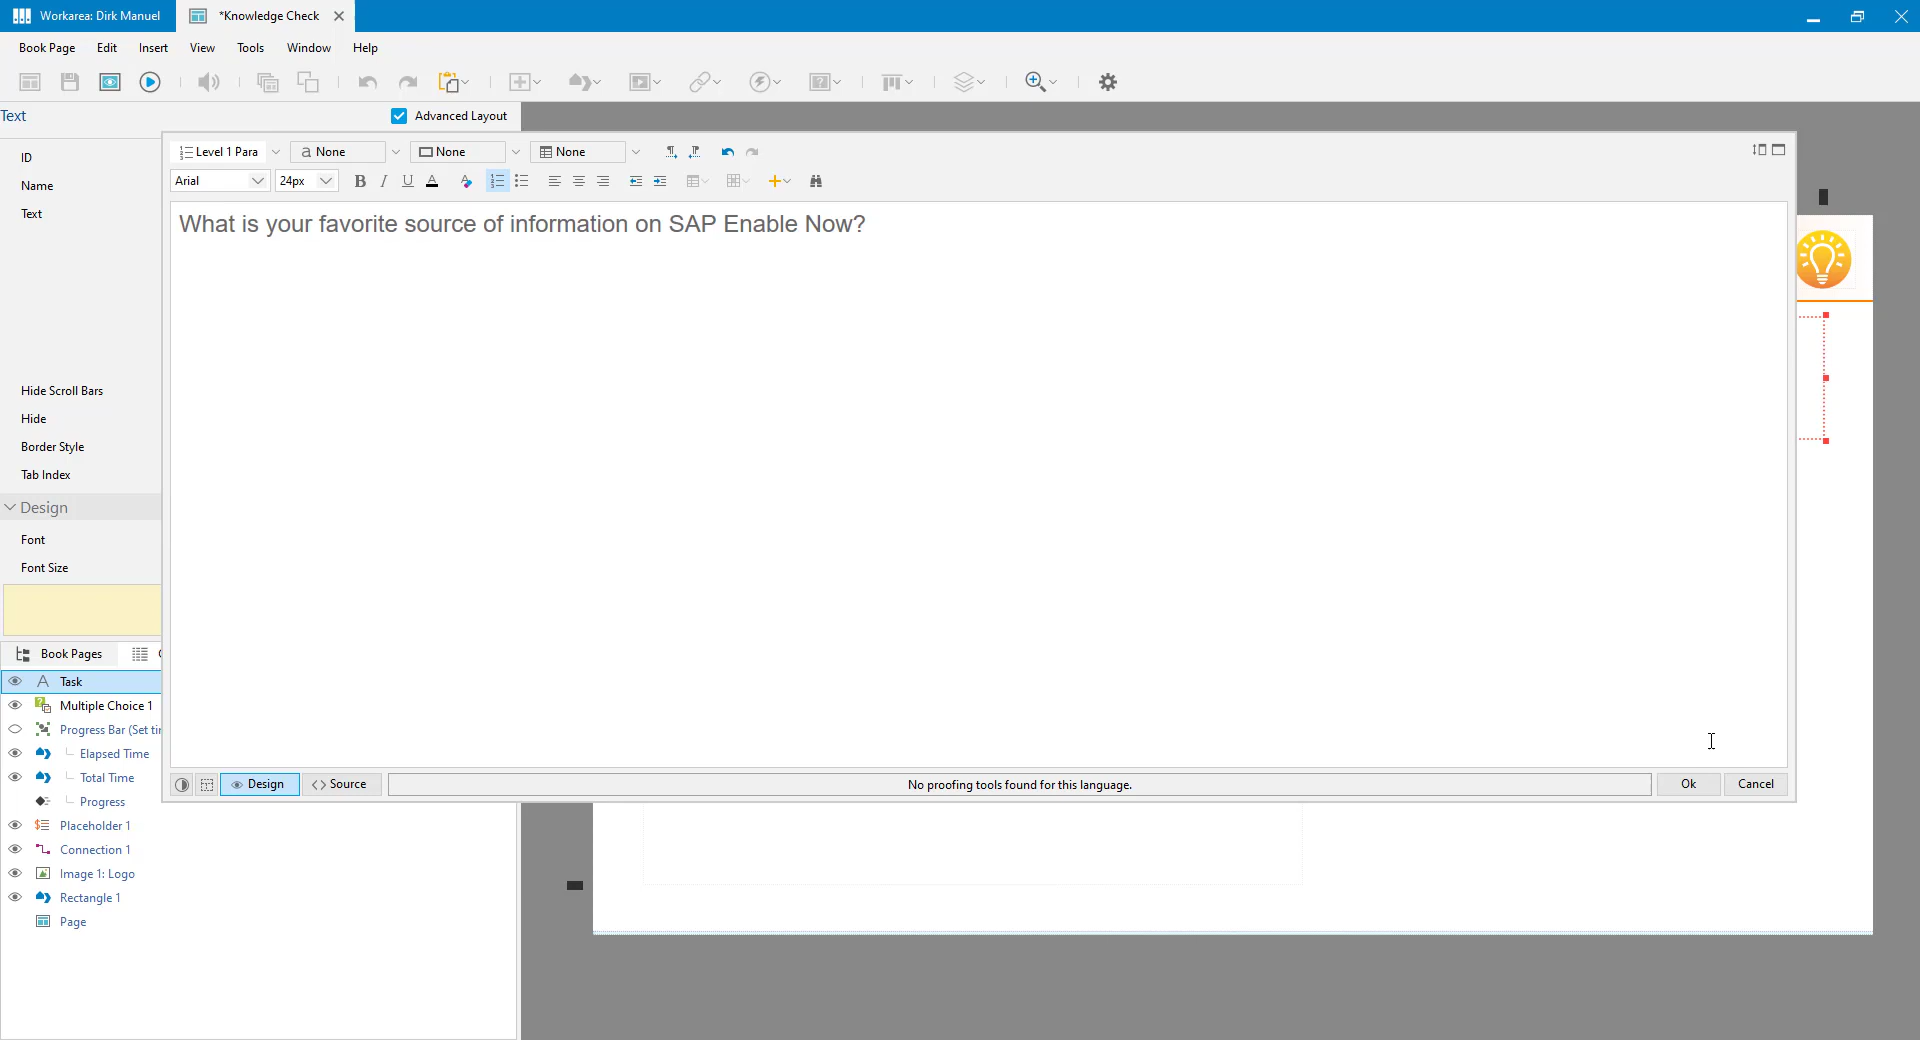 Workarea: Dirk Manuel
*Knowledge Check
Book Page Edit Insert View Tools Window Help
Text
Advanced Layout
ID
Name
Text
Hide Scroll Bars
Hide
Border Style
Tab Index
Design
Font
Font Size
Level 1 Para
a None
None
None
Arial
24px
B I U A
What is your favorite source of information on SAP Enable Now?
Design
<> Source
No proofing tools found for this language.
Ok
Cancel
Book Pages
A Task
Multiple Choice 1
Progress Bar (Set ti
Elapsed Time
Total Time
Progress
Placeholder 1
Connection 1
Image 1: Logo
Rectangle 1
Page